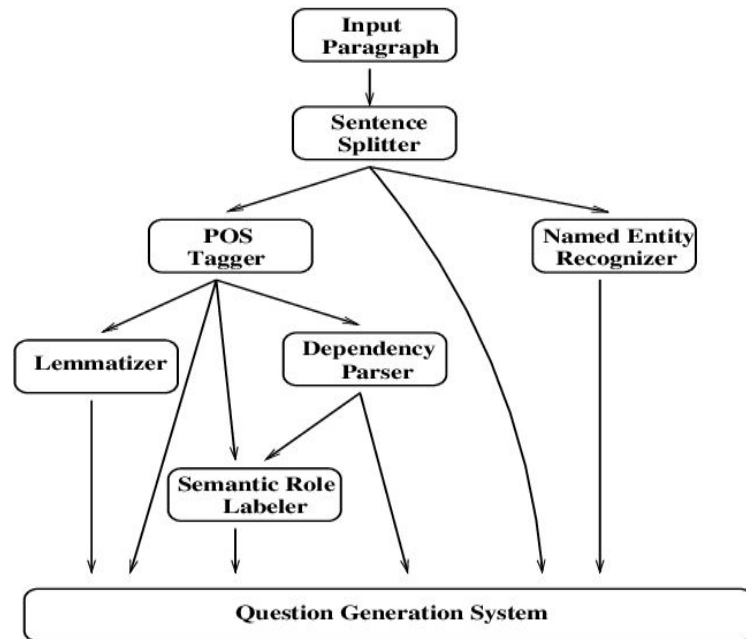 Input
Paragraph
Sentence
Splitter
POS
Tagger
Named Entity
Recognizer
Lemmatizer
Dependency
Parser
Semantic Role
Labeler
Question Generation System